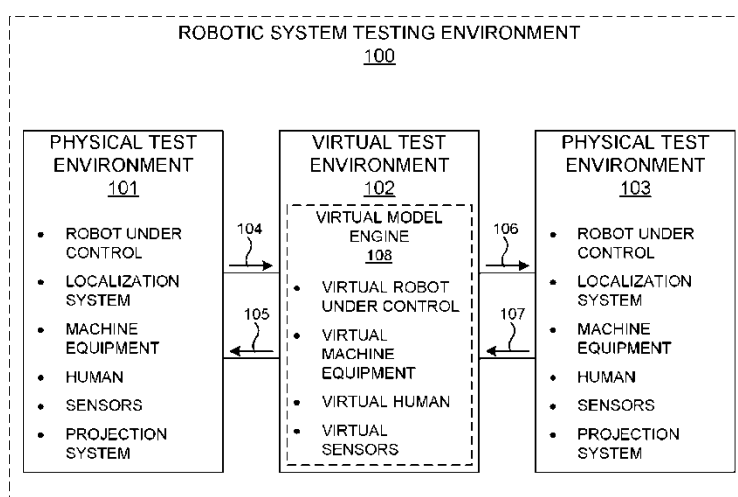 ROBOTIC SYSTEM TESTING ENVIRONMENT
100
PHYSICAL TEST
ENVIRONMENT
101
• ROBOT UNDER
CONTROL
• LOCALIZATION
SYSTEM
• MACHINE
EQUIPMENT
• HUMAN
• SENSORS
• PROJECTION
SYSTEM
104
105
VIRTUAL TEST
ENVIRONMENT
102
VIRTUAL MODEL
ENGINE
108
• VIRTUAL ROBOT
UNDER CONTROL
• VIRTUAL
MACHINE
EQUIPMENT
• VIRTUAL HUMAN
• VIRTUAL
SENSORS
106
107
PHYSICAL TEST
ENVIRONMENT
103
• ROBOT UNDER
CONTROL
• LOCALIZATION
SYSTEM
• MACHINE
EQUIPMENT
• HUMAN
• SENSORS
• PROJECTION
SYSTEM